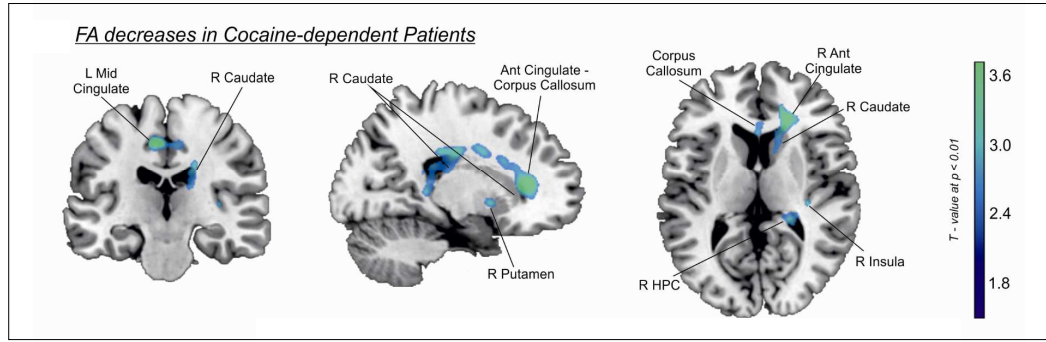 FA decreases in Cocaine-dependent Patients
L Mid
Cingulate
R Caudate
R Caudate
Ant Cingulate -
Corpus Callosum
R Putamen
Corpus
Callosum
R Ant
Cingulate
R Caudate
R HPC
R Insula
3.6
3.0
2.4
1.8
T - value at p < 0.01